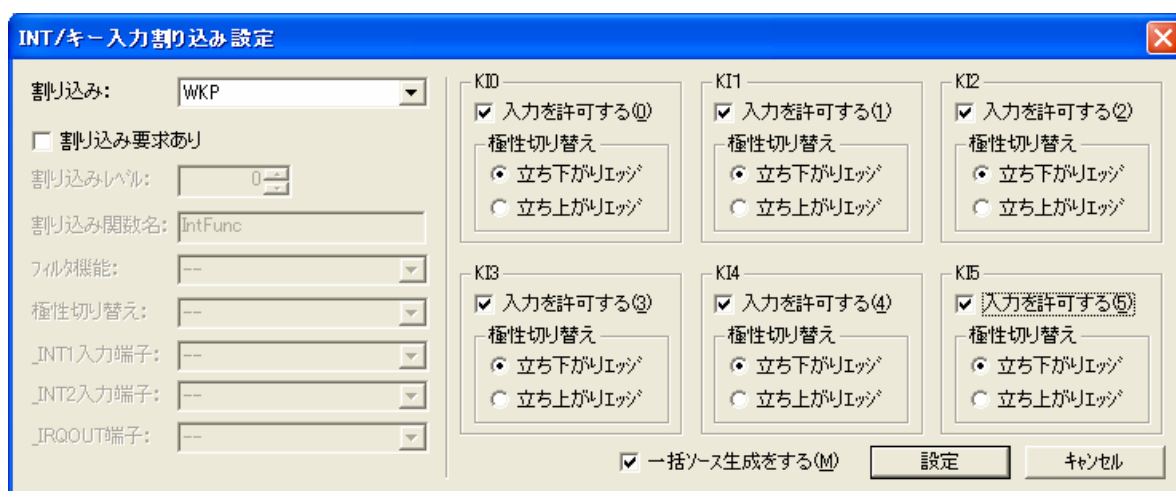 INT/キー入力割り込み設定
割り込み:
WKP
割り込み要求あり
割り込みﾚﾍﾞﾙ:
0
割り込み関数名:
IntFunc
ﾌｨﾙﾀ機能:
--
極性切り替え:
--
_INT1入力端子:
--
_INT2入力端子:
--
_IRQOUT端子:
--
KI0
入力を許可する(0)
極性切り替え
立ち下がりｴｯｼﾞ
立ち上がりｴｯｼﾞ
KI1
入力を許可する(1)
極性切り替え
立ち下がりｴｯｼﾞ
立ち上がりｴｯｼﾞ
KI2
入力を許可する(2)
極性切り替え
立ち下がりｴｯｼﾞ
立ち上がりｴｯｼﾞ
KI3
入力を許可する(3)
極性切り替え
立ち下がりｴｯｼﾞ
立ち上がりｴｯｼﾞ
KI4
入力を許可する(4)
極性切り替え
立ち下がりｴｯｼﾞ
立ち上がりｴｯｼﾞ
KI5
入力を許可する(5)
極性切り替え
立ち下がりｴｯｼﾞ
立ち上がりｴｯｼﾞ
一括ｿｰｽ生成をする(M)
設定
ｷｬﾝｾﾙ